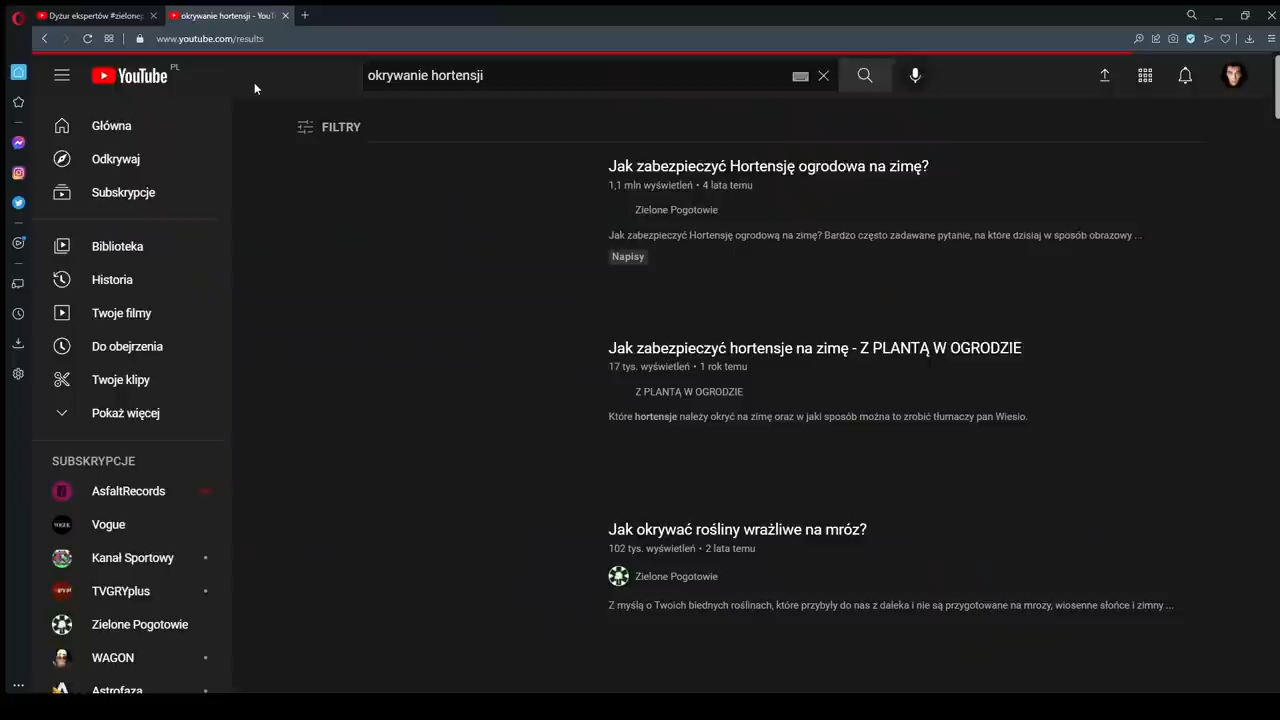 Dyżur ekspertów #zielonep
okrywanie hortensji - YouT
www.youtube.com/results
YouTube PL
okrywanie hortensji
Główna
Odkrywaj
Subskrypcje
Biblioteka
Historia
Twoje filmy
Do obejrzenia
Twoje klipy
Pokaż więcej
SUBSKRYPCJE
AsfaltRecords
Vogue
Kanał Sportowy
TVGRYplus
Zielone Pogotowie
WAGON
Astrofaza
FILTRY
Jak zabezpieczyć Hortensję ogrodowa na zimę?
1,1 mln wyświetleń • 4 lata temu
Zielone Pogotowie
Jak zabezpieczyć Hortensję ogrodową na zimę? Bardzo często zadawane pytanie, na które dzisiaj w sposób obrazowy ...
Napisy
Jak zabezpieczyć hortensje na zimę - Z PLANTĄ W OGRODZIE
17 tys. wyświetleń • 1 rok temu
Z PLANTĄ W OGRODZIE
Które hortensje należy okryć na zimę oraz w jaki sposób można to zrobić tłumaczy pan Wiesio.
Jak okrywać rośliny wrażliwe na mróz?
102 tys. wyświetleń • 2 lata temu
Zielone Pogotowie
Z myślą o Twoich biednych roślinach, które przybyły do nas z daleka i nie są przygotowane na mrozy, wiosenne słońce i zimny ...